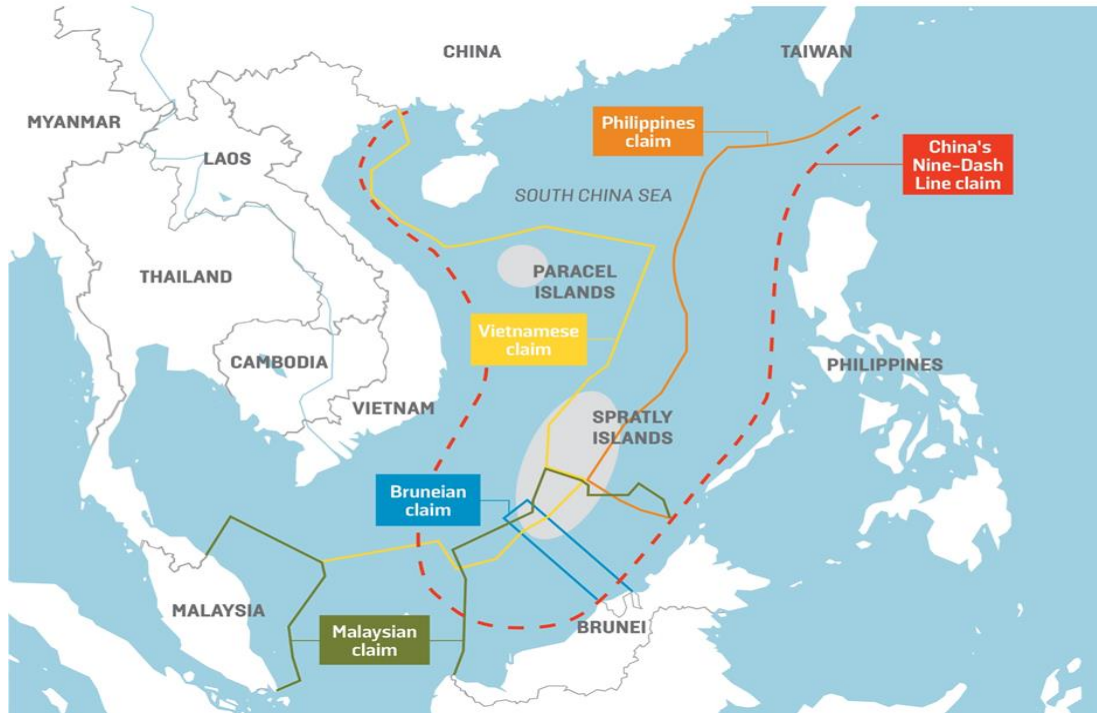 CHINA
TAIWAN
MYANMAR
LAOS
Philippines
claim
China's
Nine-Dash
Line claim
SOUTH CHINA SEA
THAILAND
PARACEL
ISLANDS
Vietnamese
claim
CAMBODIA
PHILIPPINES
VIETNAM
SPRATLY
ISLANDS
Bruneian
claim
MALAYSIA
Malaysian
claim
BRUNEI